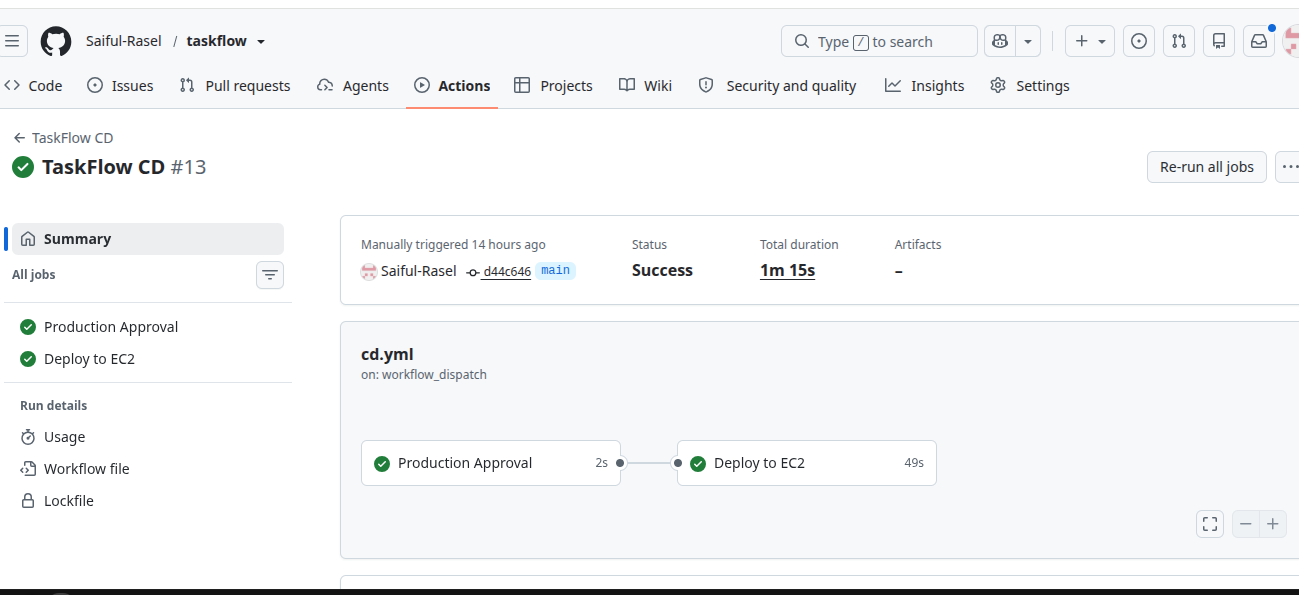 Saiful-Rasel / taskflow
Type / to search
Code Issues Pull requests Agents Actions Projects Wiki Security and quality Insights Settings
TaskFlow CD
TaskFlow CD #13
Re-run all jobs
Summary
All jobs
Production Approval
Deploy to EC2
Run details
Usage
Workflow file
Lockfile
Manually triggered 14 hours ago
Saiful-Rasel d44c646 main
Status
Success
Total duration
1m 15s
Artifacts
–
cd.yml
on: workflow_dispatch
Production Approval 2s
Deploy to EC2 49s